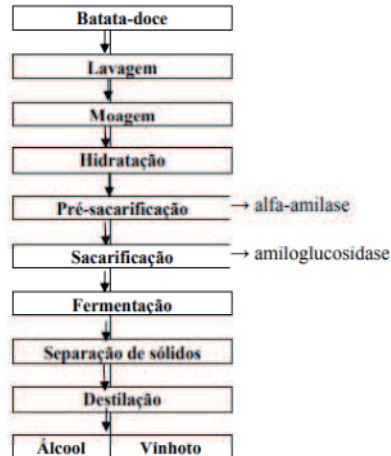 Batata-doce
Lavagem
Moagem
Hidratação
Pré-sacarificação → alfa-amilase
Sacarificação → amiloglucosidase
Fermentação
Separação de sólidos
Destilação
Álcool Vinhoto